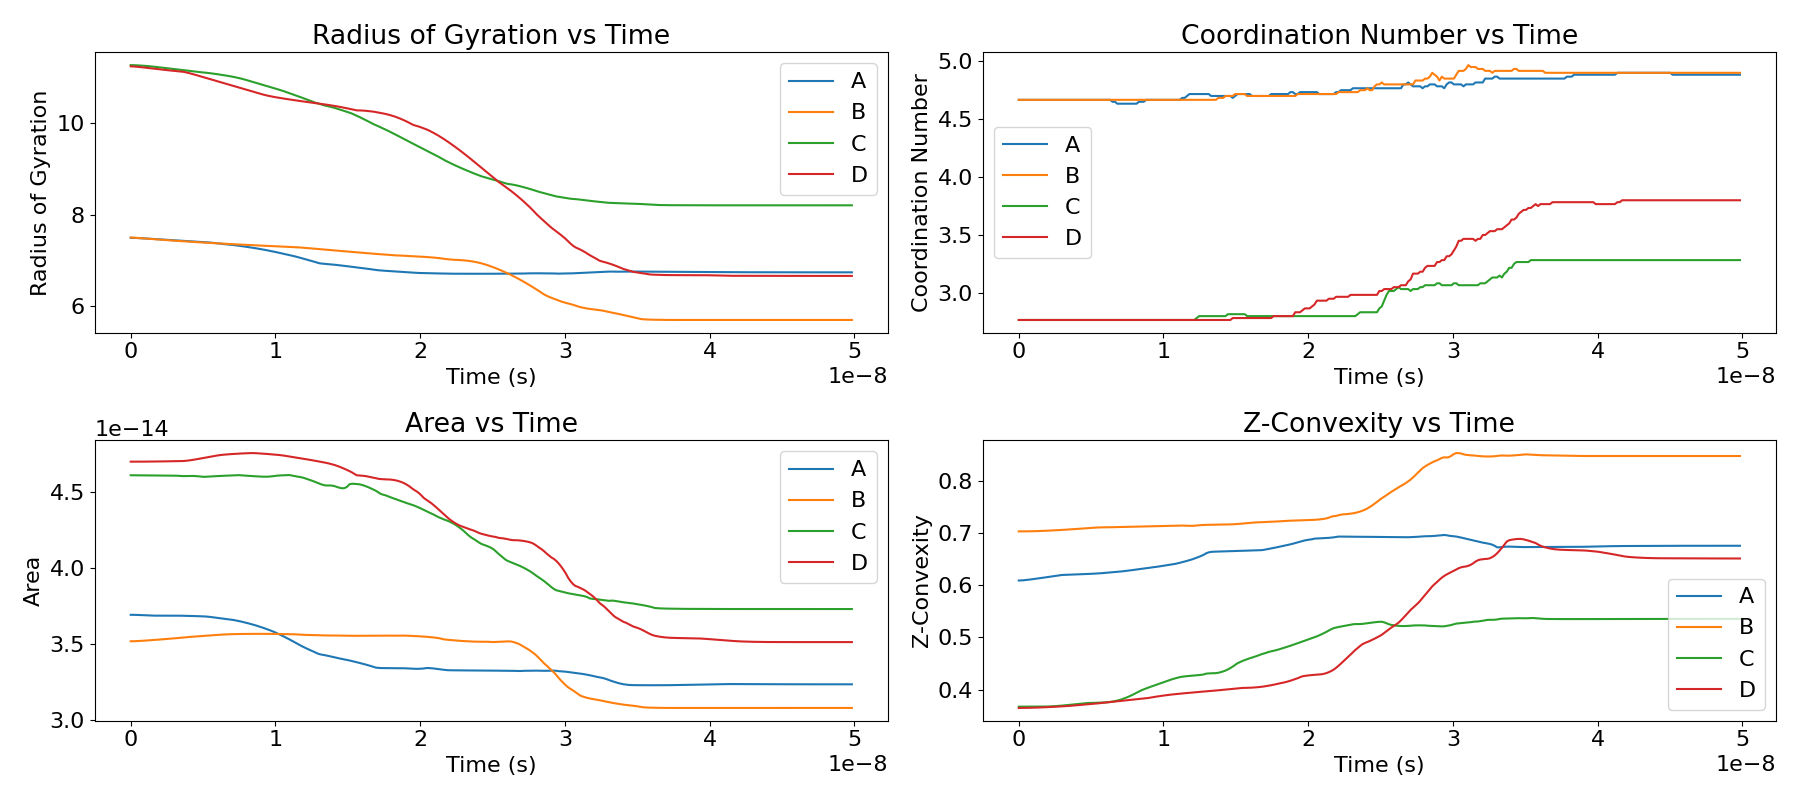 Radius of Gyration vs Time
Radius of Gyration
10
8
6
A
B
C
D
0 1 2 3 4 5
Time (s)
1e−8
Coordination Number vs Time
Coordination Number
5.0
4.5
4.0
3.5
3.0
A
B
C
D
0 1 2 3 4 5
Time (s)
1e−8
Area vs Time
1e−14
Area
4.5
4.0
3.5
3.0
A
B
C
D
0 1 2 3 4 5
Time (s)
1e−8
Z-Convexity vs Time
Z-Convexity
0.8
0.7
0.6
0.5
0.4
A
B
C
D
0 1 2 3 4 5
Time (s)
1e−8